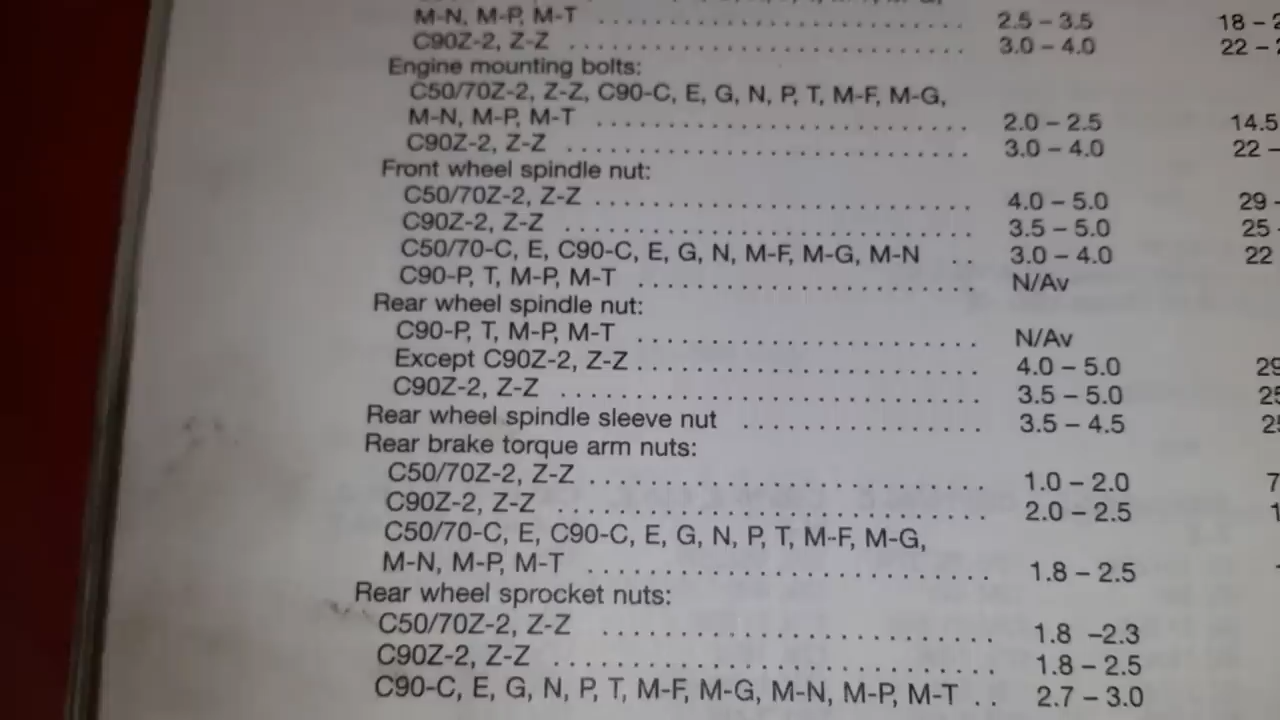 M-N, M-P, M-T .......................... 2.5 – 3.5 18 –
C90Z-2, Z-Z ............................ 3.0 – 4.0 22 –
Engine mounting bolts:
C50/70Z-2, Z-Z, C90-C, E, G, N, P, T, M-F, M-G,
M-N, M-P, M-T .......................... 2.0 – 2.5 14.5
C90Z-2, Z-Z ............................ 3.0 – 4.0 22 –
Front wheel spindle nut:
C50/70Z-2, Z-Z .......................... 4.0 – 5.0 29 -
C90Z-2, Z-Z ............................ 3.5 – 5.0 25 -
C50/70-C, E, C90-C, E, G, N, M-F, M-G, M-N .. 3.0 – 4.0 22
C90-P, T, M-P, M-T ....................... N/Av
Rear wheel spindle nut:
C90-P, T, M-P, M-T ....................... N/Av
Except C90Z-2, Z-Z ....................... 4.0 – 5.0 29
C90Z-2, Z-Z ............................ 3.5 – 5.0 25
Rear wheel spindle sleeve nut ................ 3.5 – 4.5
Rear brake torque arm nuts:
C50/70Z-2, Z-Z .......................... 1.0 – 2.0 7
C90Z-2, Z-Z ............................ 2.0 – 2.5 1
C50/70-C, E, C90-C, E, G, N, P, T, M-F, M-G,
M-N, M-P, M-T .......................... 1.8 – 2.5
Rear wheel sprocket nuts:
C50/70Z-2, Z-Z .......................... 1.8 –2.3
C90Z-2, Z-Z ............................ 1.8 – 2.5
C90-C, E, G, N, P, T, M-F, M-G, M-N, M-P, M-T .. 2.7 – 3.0